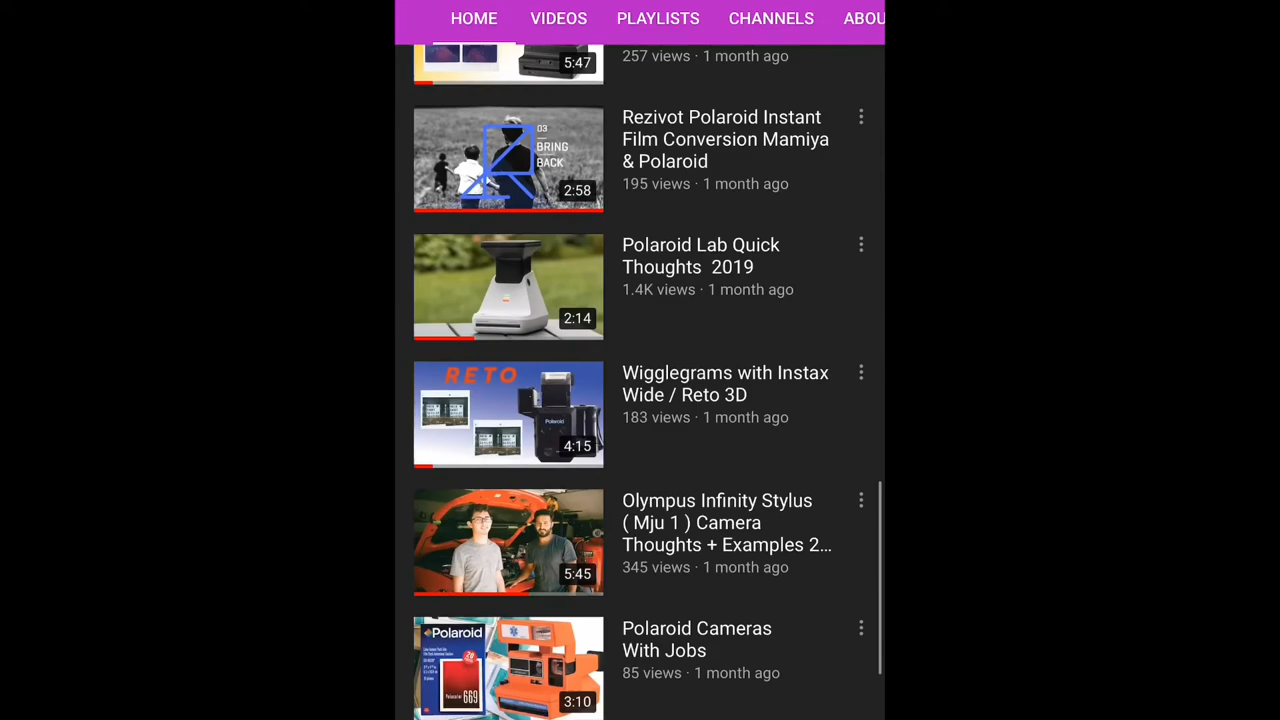 HOME VIDEOS PLAYLISTS CHANNELS ABOU
5:47
257 views · 1 month ago
03
BRING
BACK
2:58
Rezivot Polaroid Instant
Film Conversion Mamiya
& Polaroid
195 views · 1 month ago
2:14
Polaroid Lab Quick
Thoughts 2019
1.4K views · 1 month ago
RETO
Polaroid
4:15
Wigglegrams with Instax
Wide / Reto 3D
183 views · 1 month ago
5:45
Olympus Infinity Stylus
( Mju 1 ) Camera
Thoughts + Examples 2...
345 views · 1 month ago
Polaroid
669
3:10
Polaroid Cameras
With Jobs
85 views · 1 month ago